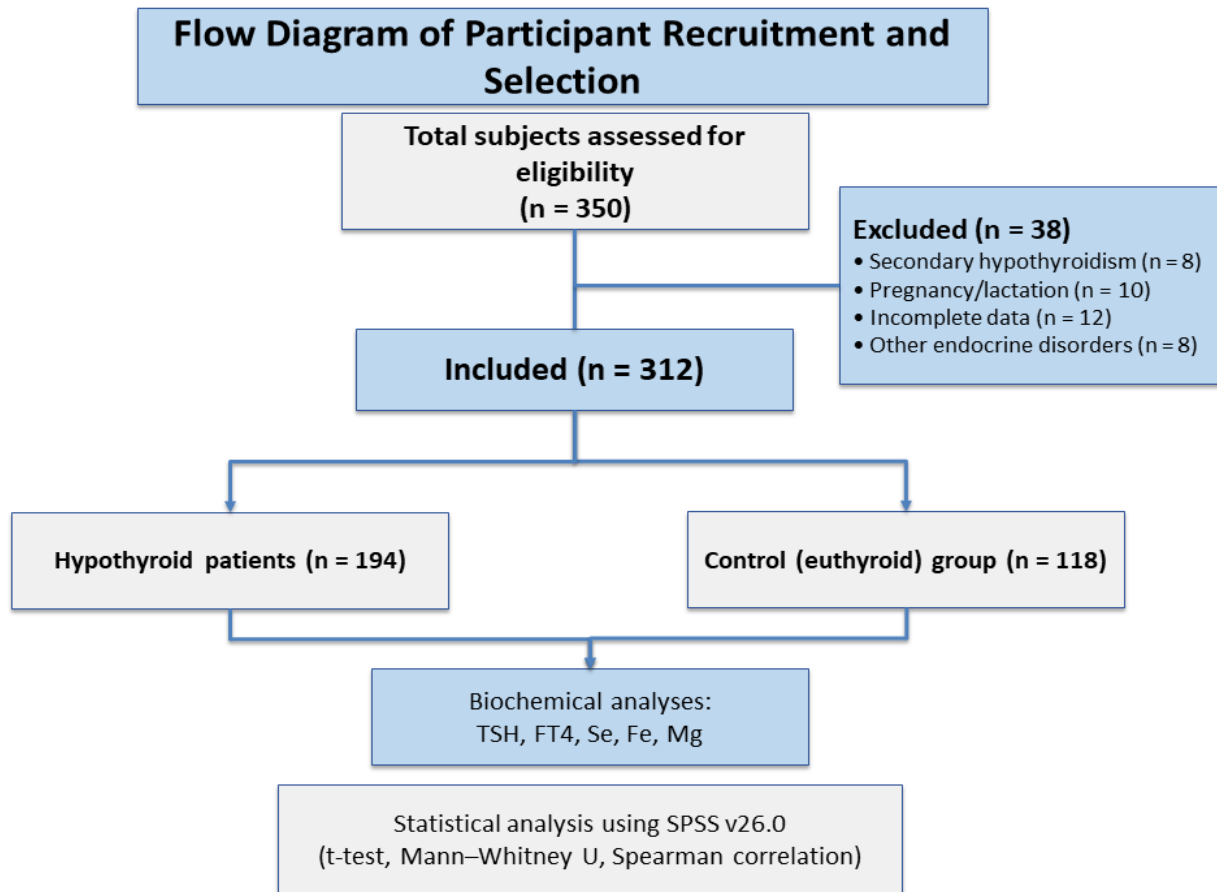 Flow Diagram of Participant Recruitment and
Selection
Total subjects assessed for
eligibility
(n = 350)
Excluded (n = 38)
• Secondary hypothyroidism (n = 8)
• Pregnancy/lactation (n = 10)
• Incomplete data (n = 12)
• Other endocrine disorders (n = 8)
Included (n = 312)
Hypothyroid patients (n = 194)
Control (euthyroid) group (n = 118)
Biochemical analyses:
TSH, FT4, Se, Fe, Mg
Statistical analysis using SPSS v26.0
(t-test, Mann–Whitney U, Spearman correlation)